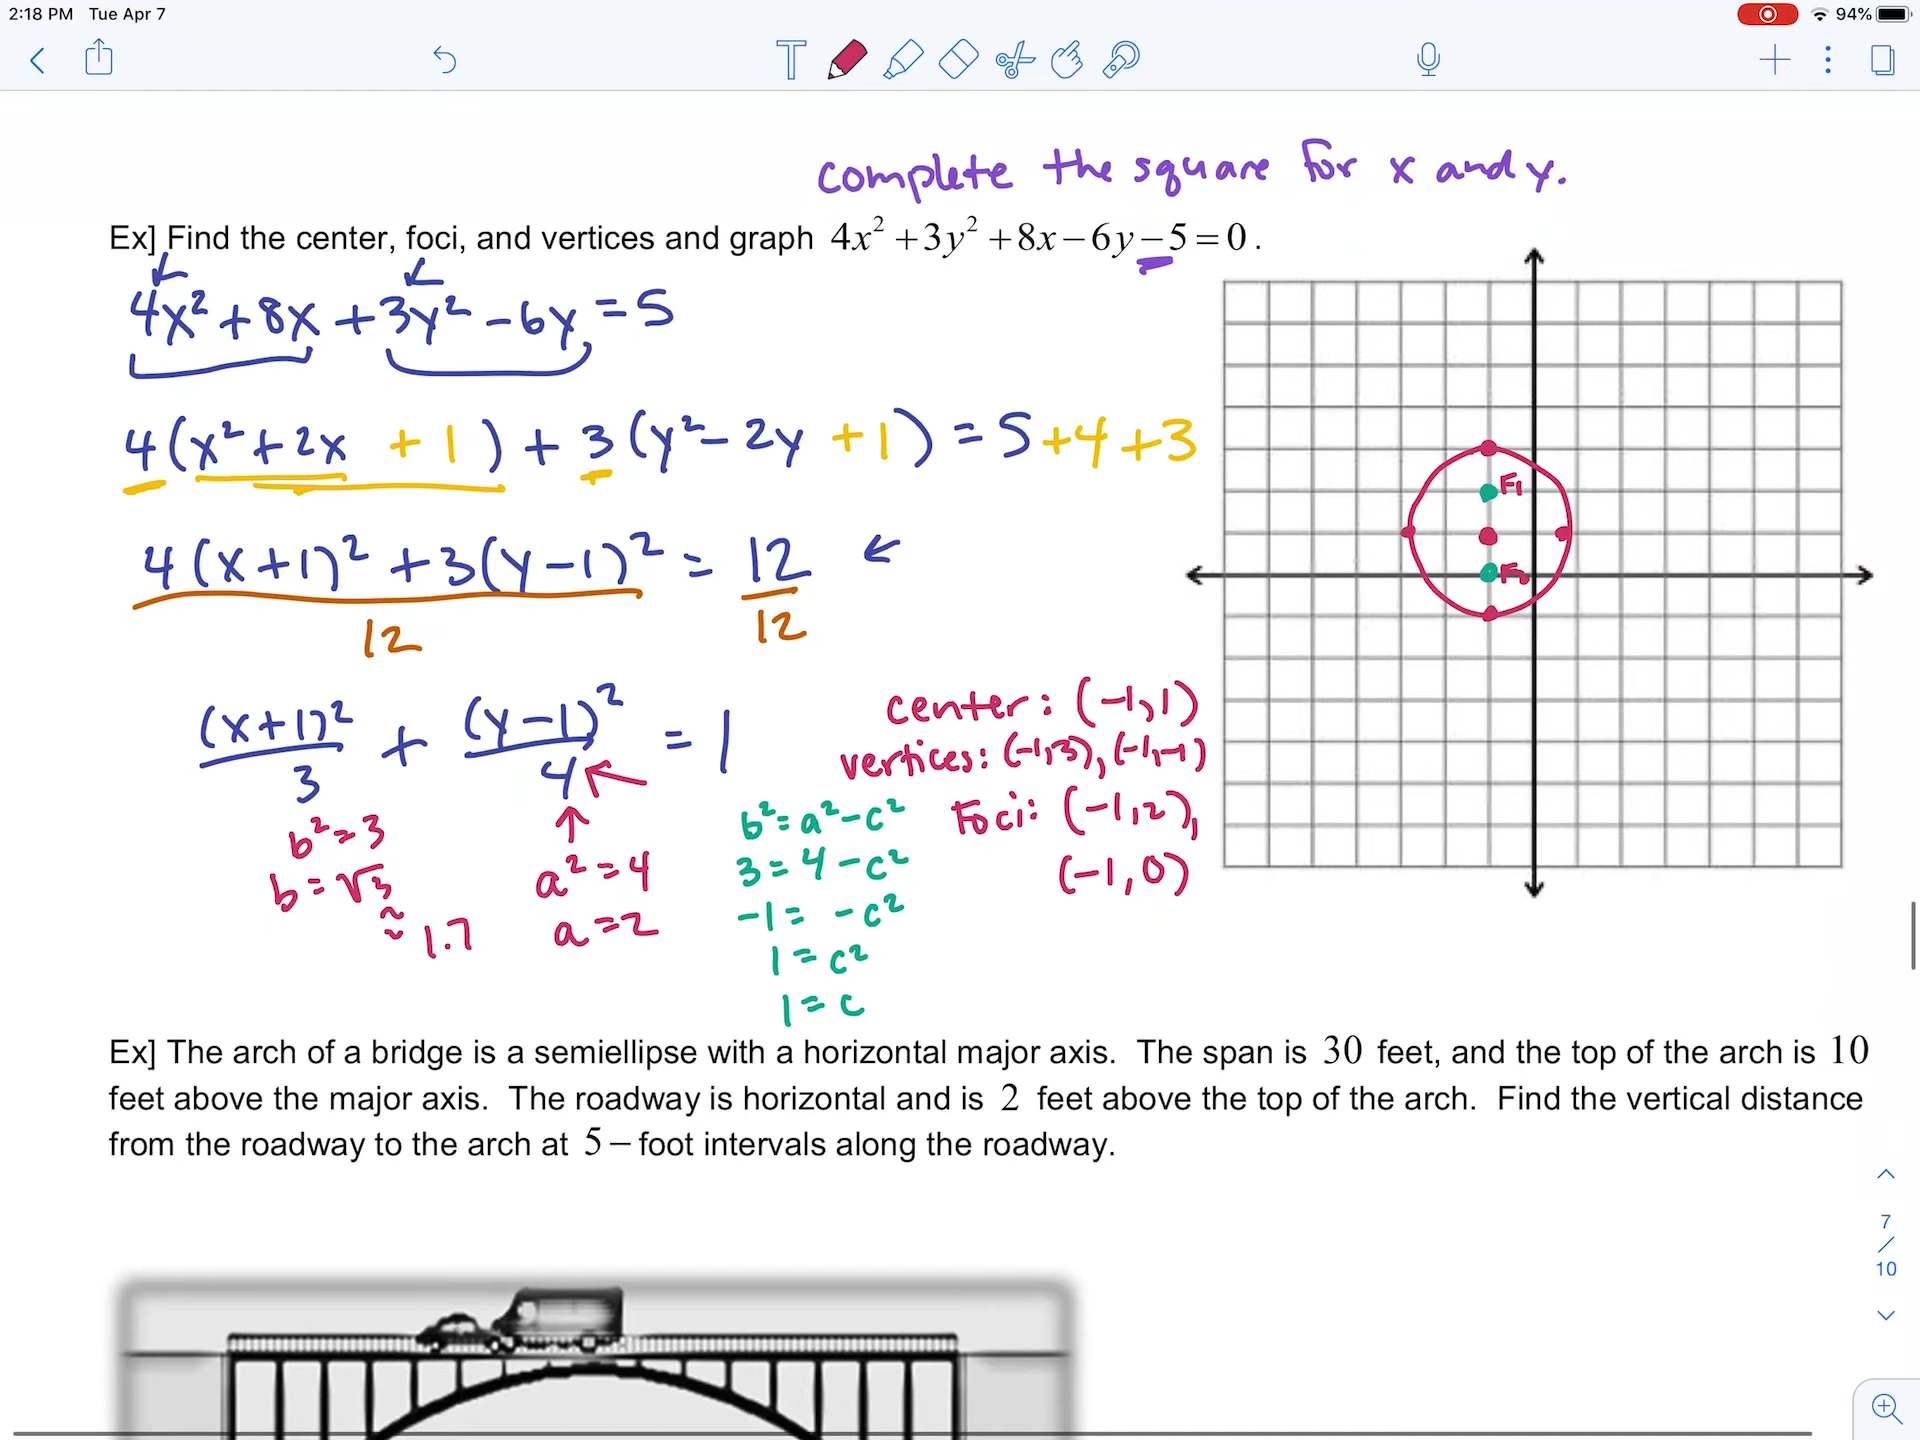 2:18 PM Tue Apr 7
94%
complete the square for x and y.
Ex] Find the center, foci, and vertices and graph 4x² + 3y² + 8x − 6y − 5 = 0.
4x² + 8x + 3y² − 6y = 5
4(x² + 2x + 1) + 3(y² − 2y + 1) = 5 + 4 + 3
4(x+1)² + 3(y−1)² = 12
12 12
(x+1)² + (y−1)² = 1
3 4
center: (−1,1)
vertices: (−1,3), (−1,−1)
Foci: (−1,2),
(−1,0)
b² = 3
b = √3
≈ 1.7
a² = 4
a = 2
b² = a² − c²
3 = 4 − c²
−1 = −c²
1 = c²
1 = c
F₁
F₂
Ex] The arch of a bridge is a semiellipse with a horizontal major axis. The span is 30 feet, and the top of the arch is 10
feet above the major axis. The roadway is horizontal and is 2 feet above the top of the arch. Find the vertical distance
from the roadway to the arch at 5 − foot intervals along the roadway.
7
/
10